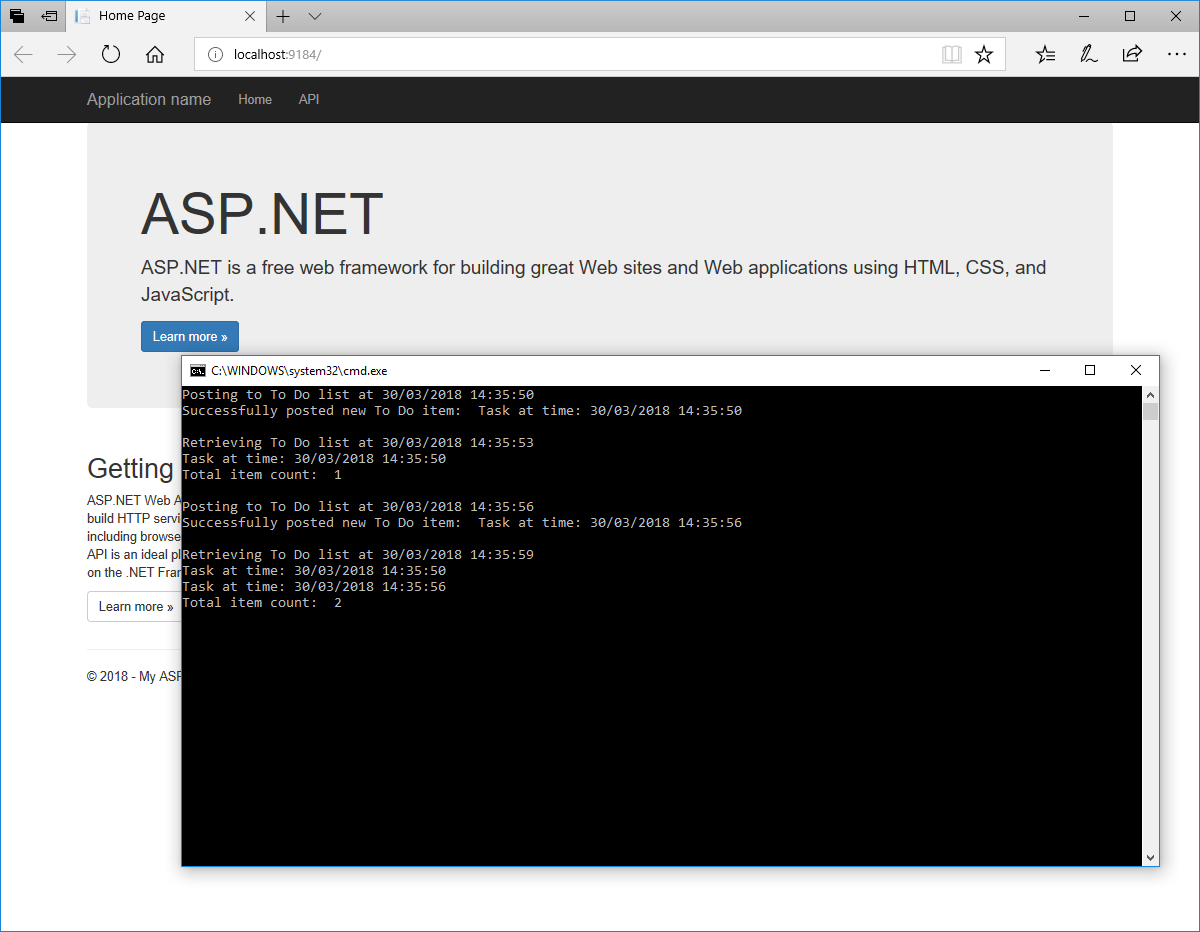 Home Page
localhost:9184/
Application name Home API
ASP.NET
ASP.NET is a free web framework for building great Web sites and Web applications using HTML, CSS, and
JavaScript.
Learn more »
C:\WINDOWS\system32\cmd.exe
Posting to To Do list at 30/03/2018 14:35:50
Successfully posted new To Do item:  Task at time: 30/03/2018 14:35:50
Retrieving To Do list at 30/03/2018 14:35:53
Task at time: 30/03/2018 14:35:50
Total item count:  1
Posting to To Do list at 30/03/2018 14:35:56
Successfully posted new To Do item:  Task at time: 30/03/2018 14:35:56
Retrieving To Do list at 30/03/2018 14:35:59
Task at time: 30/03/2018 14:35:50
Task at time: 30/03/2018 14:35:56
Total item count:  2
Getting
ASP.NET Web A
build HTTP servi
including browse
API is an ideal pl
on the .NET Fra
Learn more »
© 2018 - My ASP